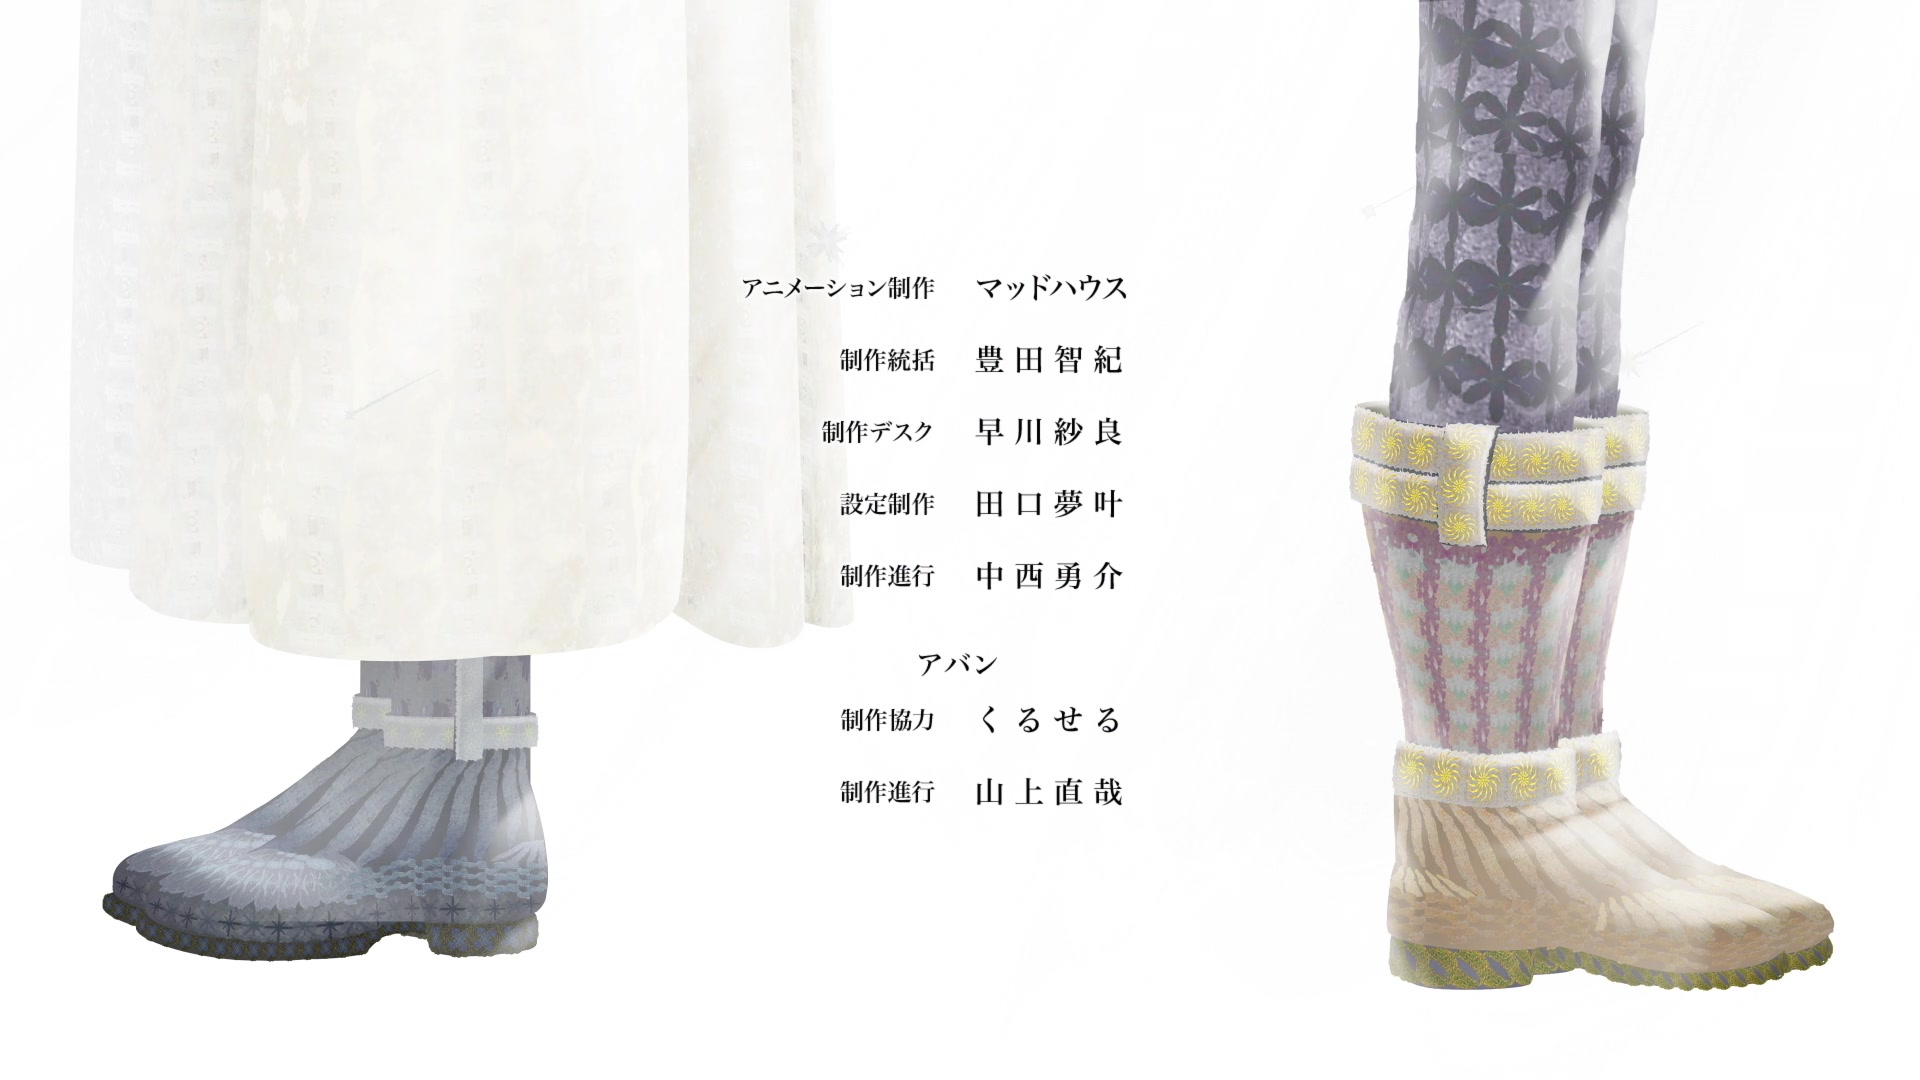 アニメーション制作 マッドハウス
制作統括 豊田智紀
制作デスク 早川紗良
設定制作 田口夢叶
制作進行 中西勇介
アバン
制作協力 くるせる
制作進行 山上直哉